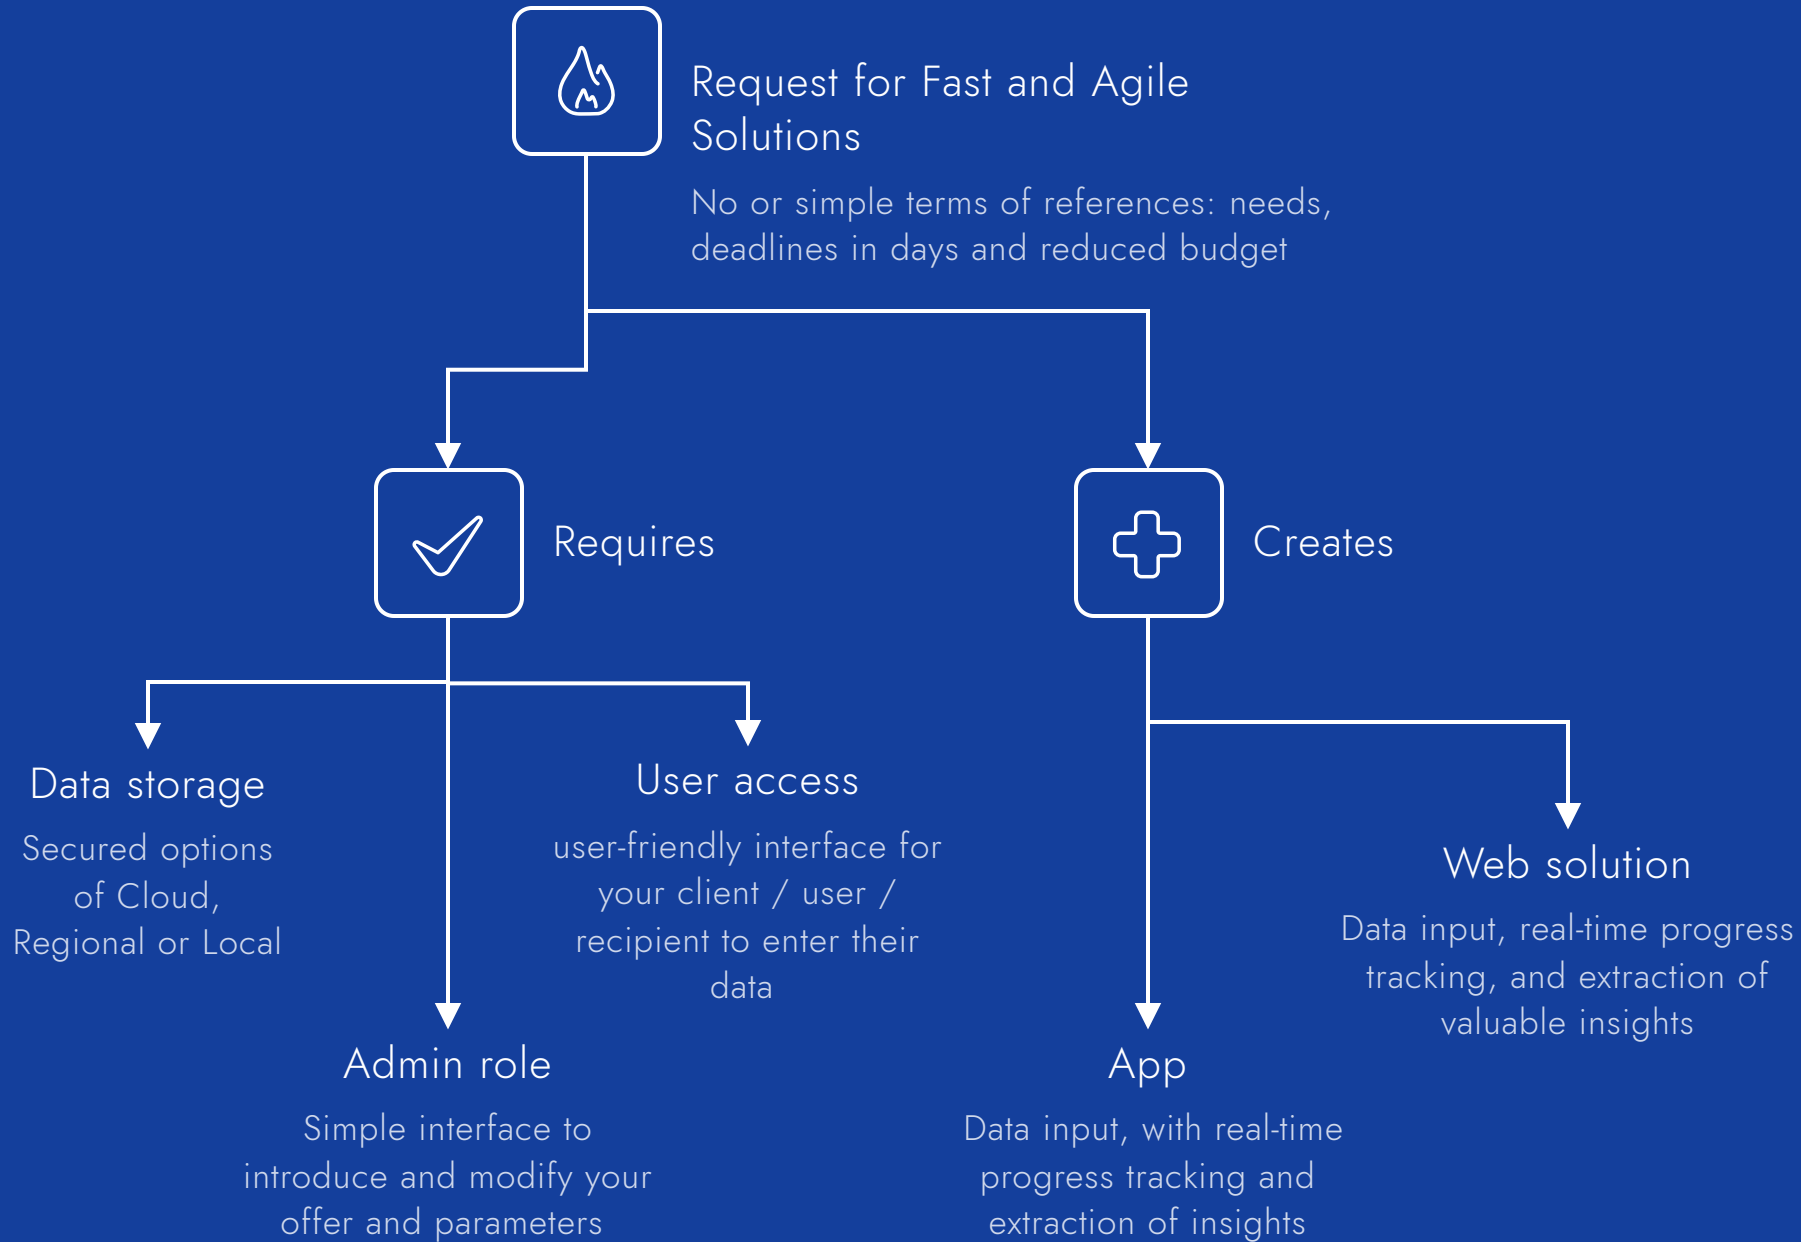 Request for Fast and Agile
Solutions
No or simple terms of references: needs,
deadlines in days and reduced budget
Requires
Creates
Data storage
Secured options
of Cloud,
Regional or Local
User access
user-friendly interface for
your client / user /
recipient to enter their
data
Web solution
Data input, real-time progress
tracking, and extraction of
valuable insights
Admin role
Simple interface to
introduce and modify your
offer and parameters
App
Data input, with real-time
progress tracking and
extraction of insights